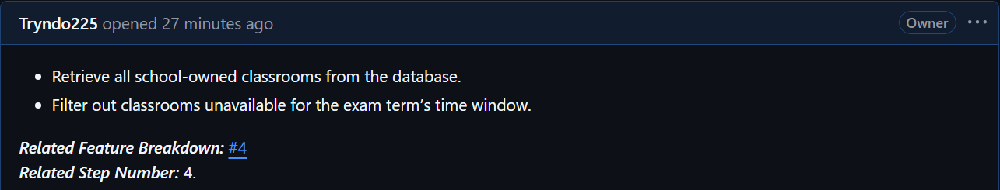 Tryndo225 opened 27 minutes ago Owner ...
• Retrieve all school-owned classrooms from the database.
• Filter out classrooms unavailable for the exam term’s time window.
Related Feature Breakdown: #4
Related Step Number: 4.